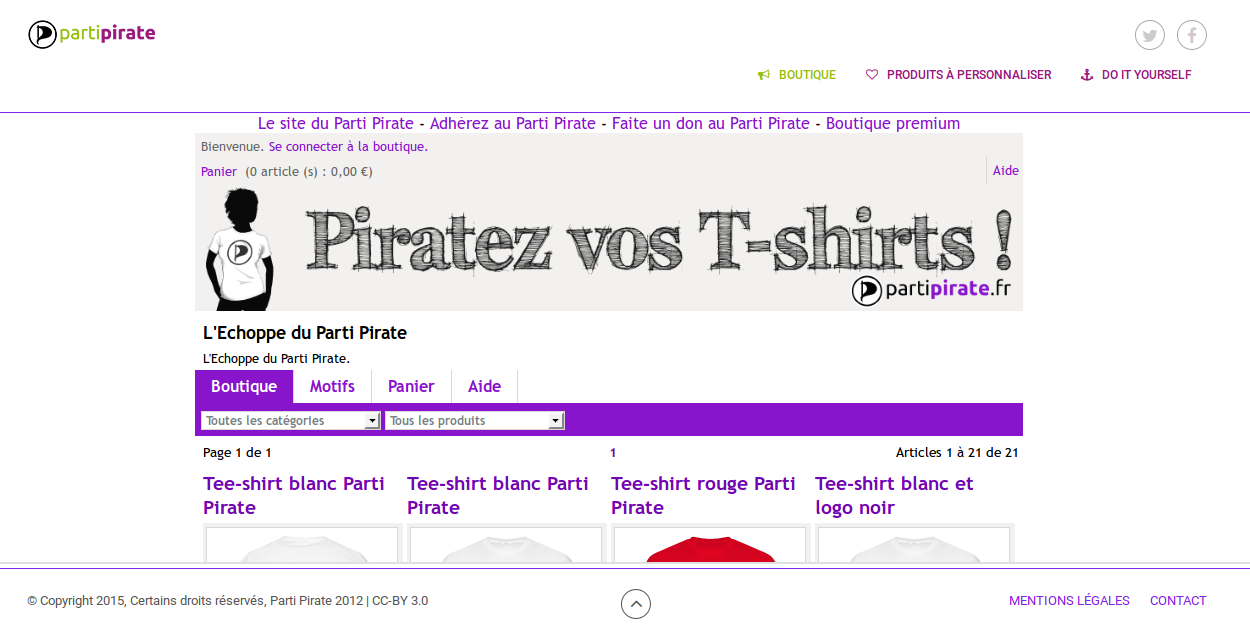 partipirate
BOUTIQUE PRODUITS À PERSONNALISER DO IT YOURSELF
Le site du Parti Pirate - Adhérez au Parti Pirate - Faite un don au Parti Pirate - Boutique premium
Bienvenue. Se connecter à la boutique.
Panier (0 article (s) : 0,00 €) Aide
Piratez vos T-shirts !
partipirate.fr
L'Echoppe du Parti Pirate
L'Echoppe du Parti Pirate.
Boutique Motifs Panier Aide
Toutes les catégories Tous les produits
Page 1 de 1 1 Articles 1 à 21 de 21
Tee-shirt blanc Parti Pirate
Tee-shirt blanc Parti Pirate
Tee-shirt rouge Parti Pirate
Tee-shirt blanc et logo noir
© Copyright 2015, Certains droits réservés, Parti Pirate 2012 | CC-BY 3.0 MENTIONS LÉGALES CONTACT